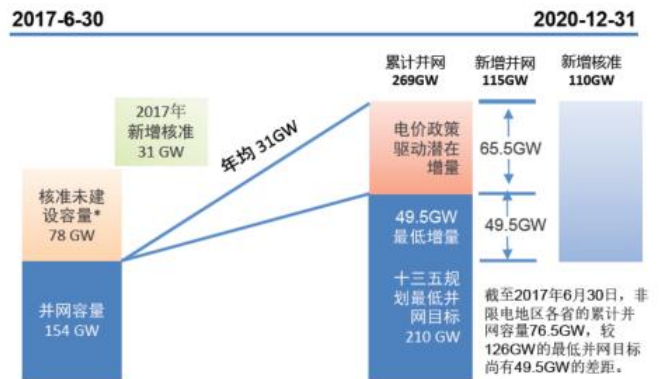 2017-6-30
2020-12-31
累计并网
269GW
新增并网
115GW
新增核准
110GW
2017年
新增核准
31 GW
年均 31GW
电价政策
驱动潜在
增量
65.5GW
核准未建
设容量*
78 GW
49.5GW
最低增量
49.5GW
并网容量
154 GW
十三五规
划最低并
网目标
210 GW
截至2017年6月30日，非
限电地区各省的累计并
网容量76.5GW，较
126GW的最低并网目标
尚有49.5GW的差距。